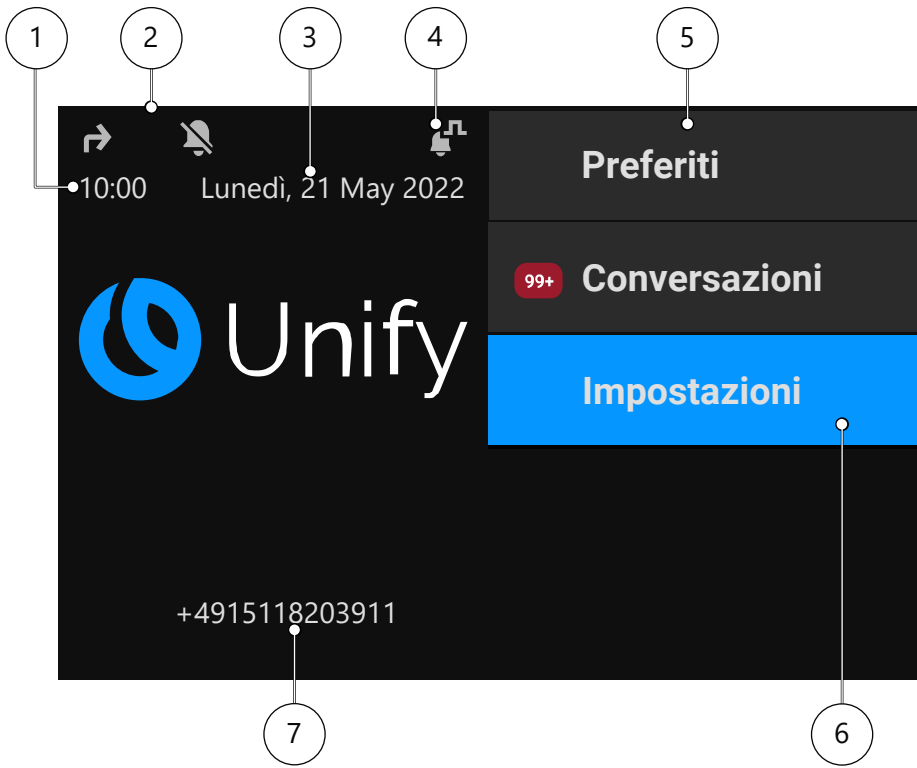 1 2 3 4 5
10:00 Lunedì, 21 May 2022
Preferiti
99+ Conversazioni
Unify
Impostazioni
+4915118203911
7 6